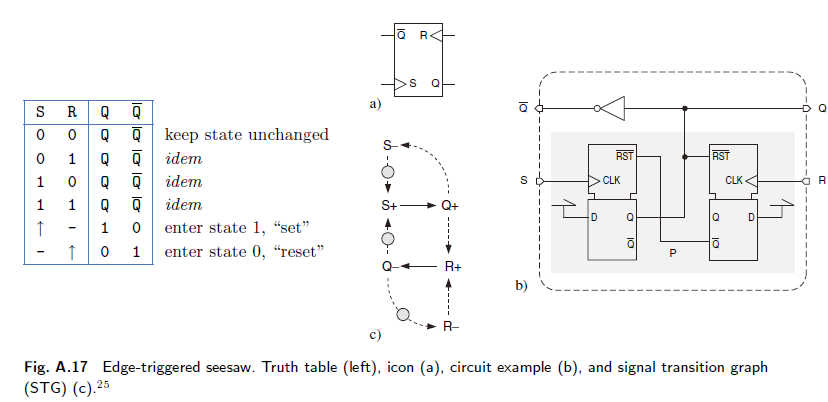 S R Q Q̅
0 0 Q Q̅ keep state unchanged
0 1 Q Q̅ idem
1 0 Q Q̅ idem
1 1 Q Q̅ idem
↑ – 1 0 enter state 1, “set”
– ↑ 0 1 enter state 0, “reset”
Q̅ R
S Q
a)
S–
S+ Q+
Q– R+
R–
c)
Q̅ Q
R̅S̅T̅ R̅S̅T̅
S CLK CLK R
D Q Q D
Q̅ Q̅
P
b)
Fig. A.17 Edge-triggered seesaw. Truth table (left), icon (a), circuit example (b), and signal transition graph
(STG) (c).²⁵